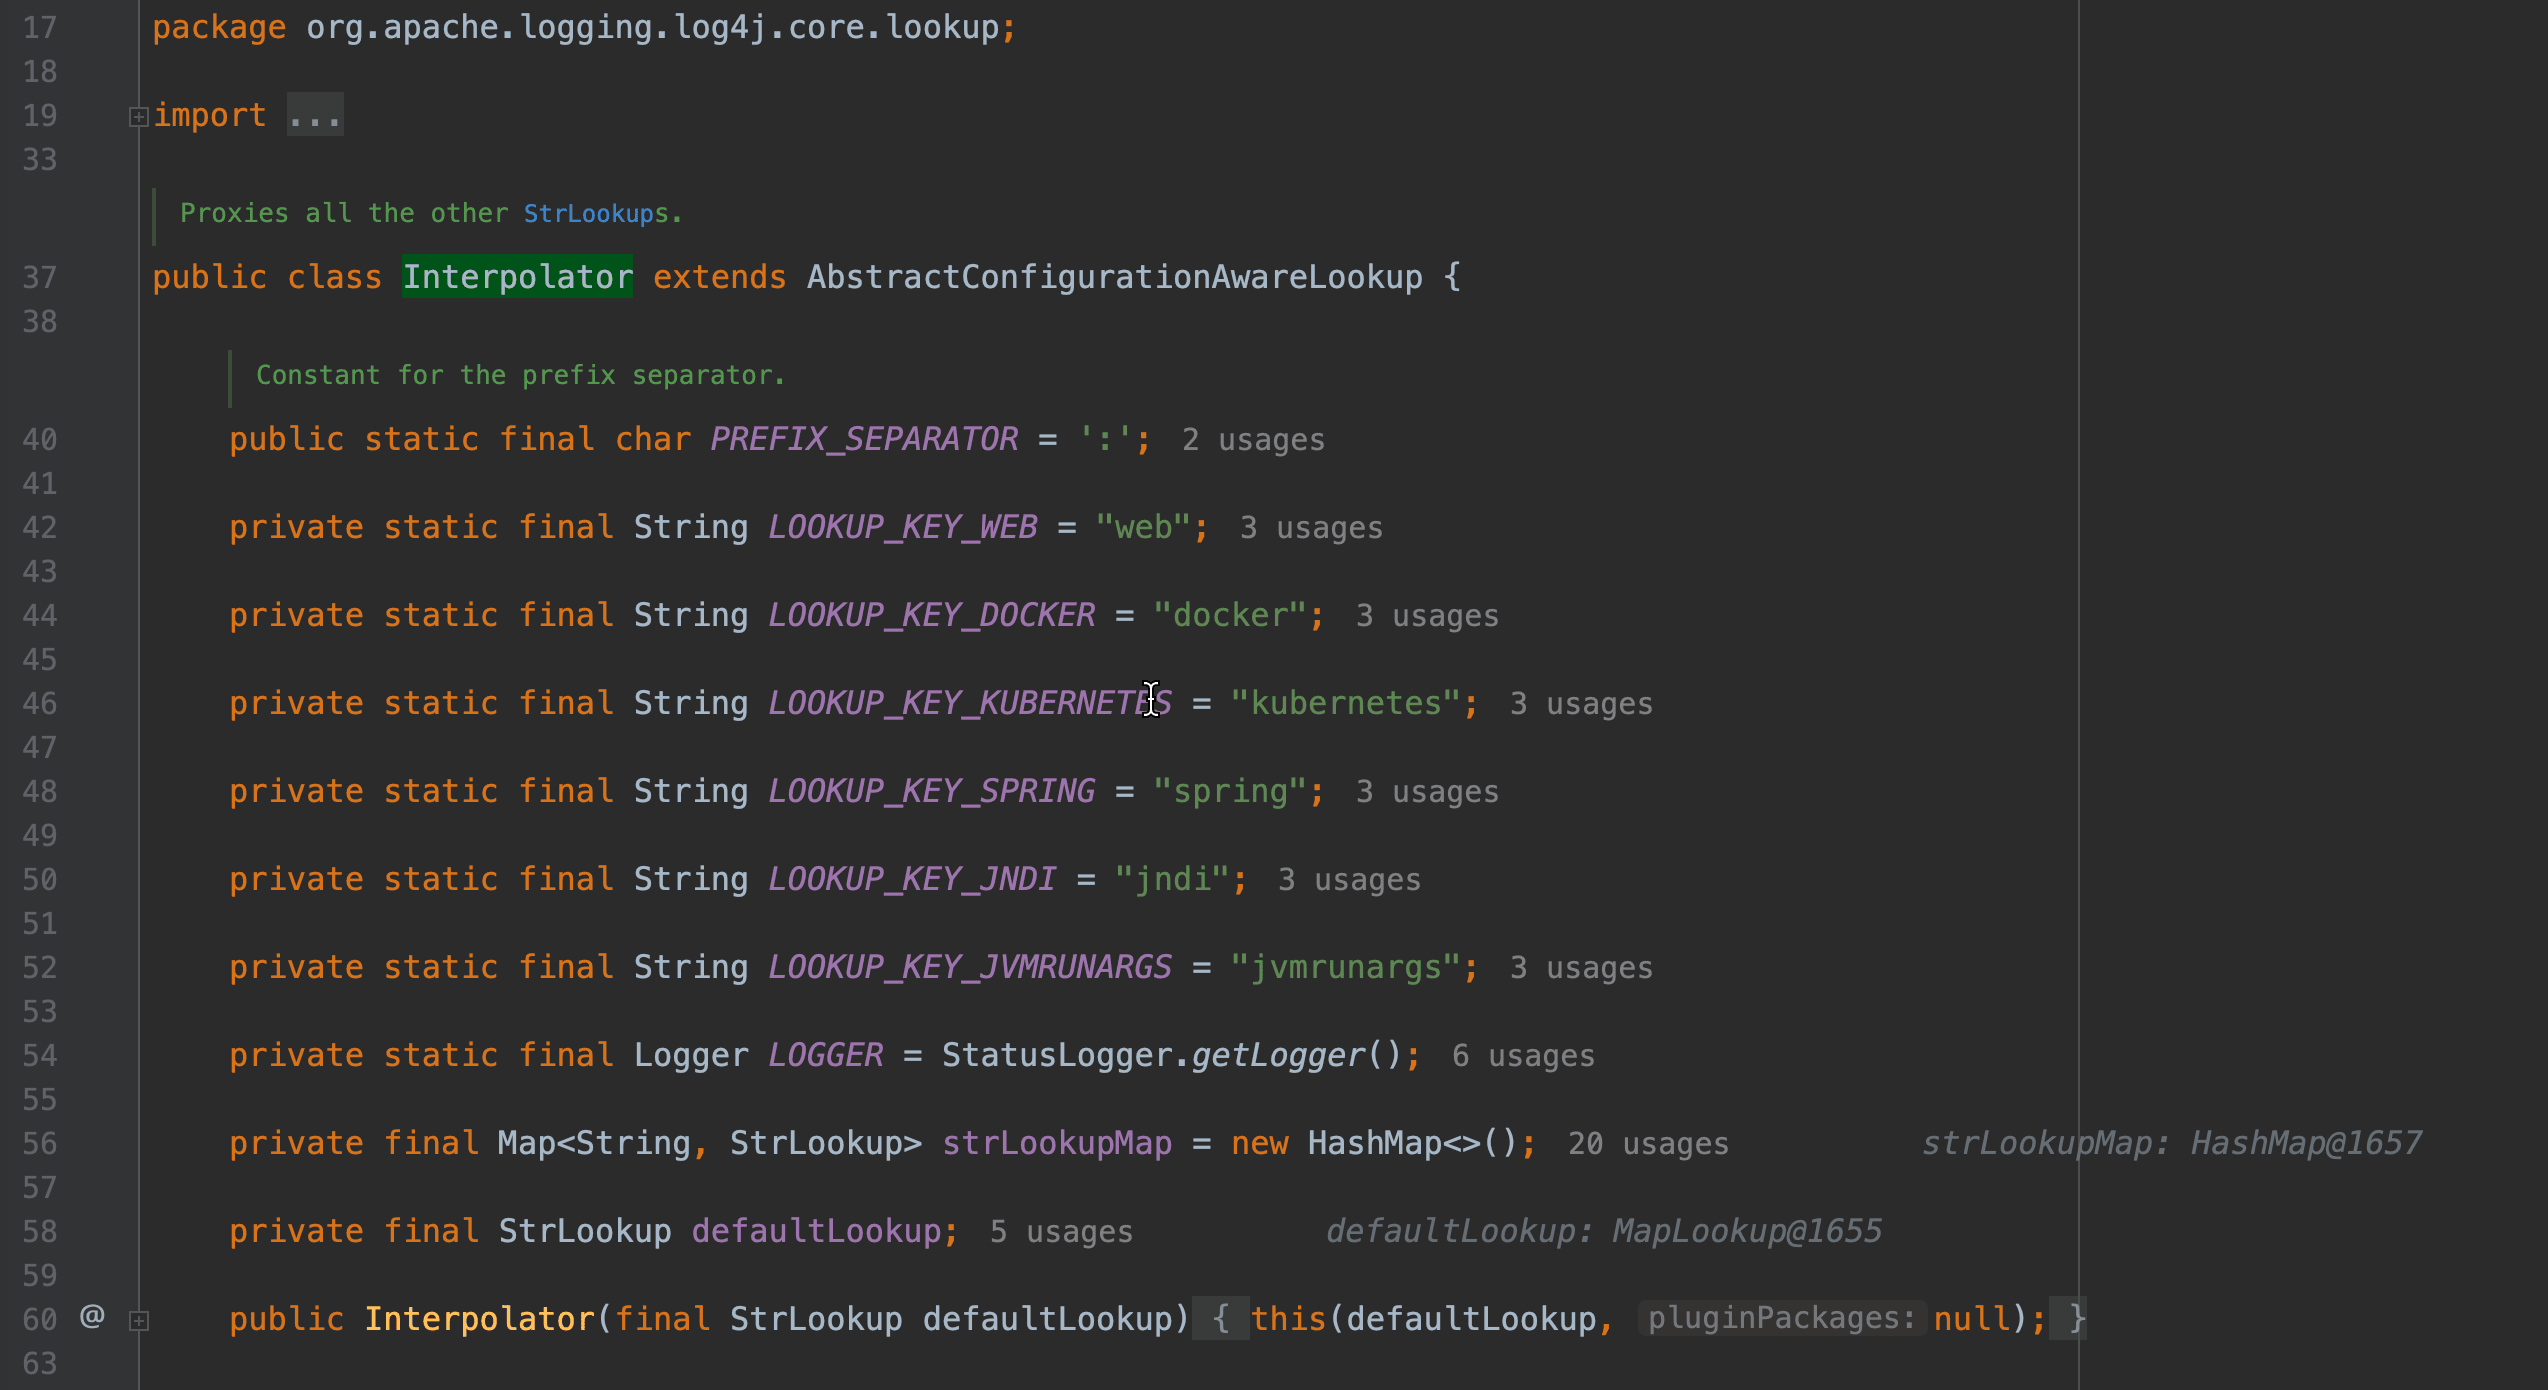 17 package org.apache.logging.log4j.core.lookup;
18
19 import ...
33
Proxies all the other StrLookups.
37 public class Interpolator extends AbstractConfigurationAwareLookup {
38
Constant for the prefix separator.
40 public static final char PREFIX_SEPARATOR = ':'; 2 usages
41
42 private static final String LOOKUP_KEY_WEB = "web"; 3 usages
43
44 private static final String LOOKUP_KEY_DOCKER = "docker"; 3 usages
45
46 private static final String LOOKUP_KEY_KUBERNETES = "kubernetes"; 3 usages
47
48 private static final String LOOKUP_KEY_SPRING = "spring"; 3 usages
49
50 private static final String LOOKUP_KEY_JNDI = "jndi"; 3 usages
51
52 private static final String LOOKUP_KEY_JVMRUNARGS = "jvmrunargs"; 3 usages
53
54 private static final Logger LOGGER = StatusLogger.getLogger(); 6 usages
55
56 private final Map<String, StrLookup> strLookupMap = new HashMap<>(); 20 usages strLookupMap: HashMap@1657
57
58 private final StrLookup defaultLookup; 5 usages defaultLookup: MapLookup@1655
59
60 @ public Interpolator(final StrLookup defaultLookup) { this(defaultLookup, pluginPackages: null); }
63